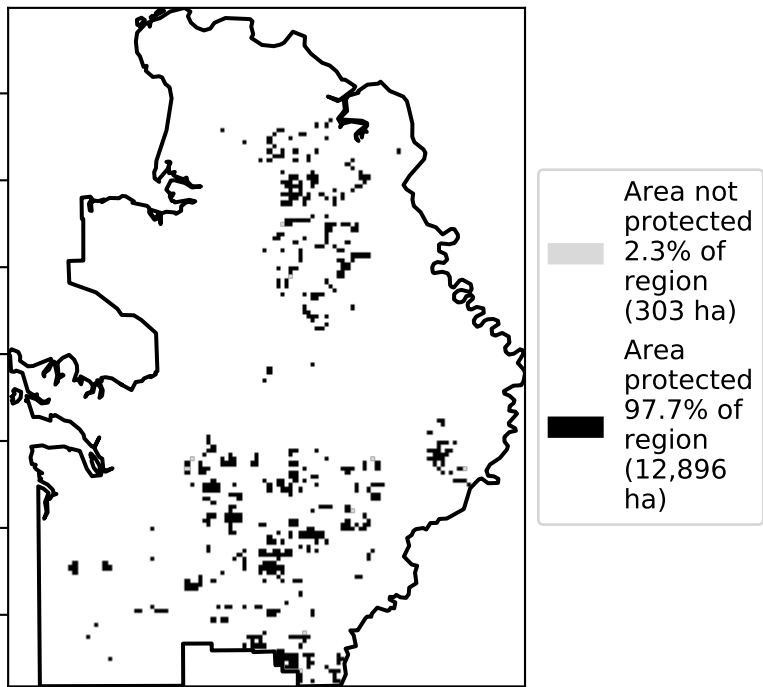 Area not
protected
2.3% of
region
(303 ha)
Area
protected
97.7% of
region
(12,896
ha)